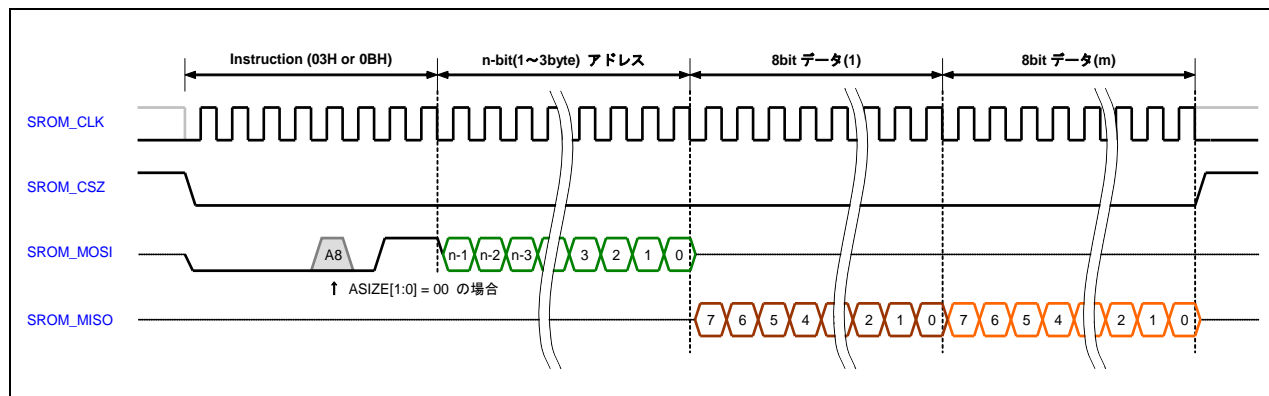 Instruction (03H or 0BH) n-bit(1~3byte) アドレス 8bit データ(1) 8bit データ(m)
SROM_CLK
SROM_CSZ
SROM_MOSI A8 n-1 n-2 n-3 3 2 1 0
↑ ASIZE[1:0] = 00 の場合
SROM_MISO 7 6 5 4 2 1 0 7 6 5 4 2 1 0